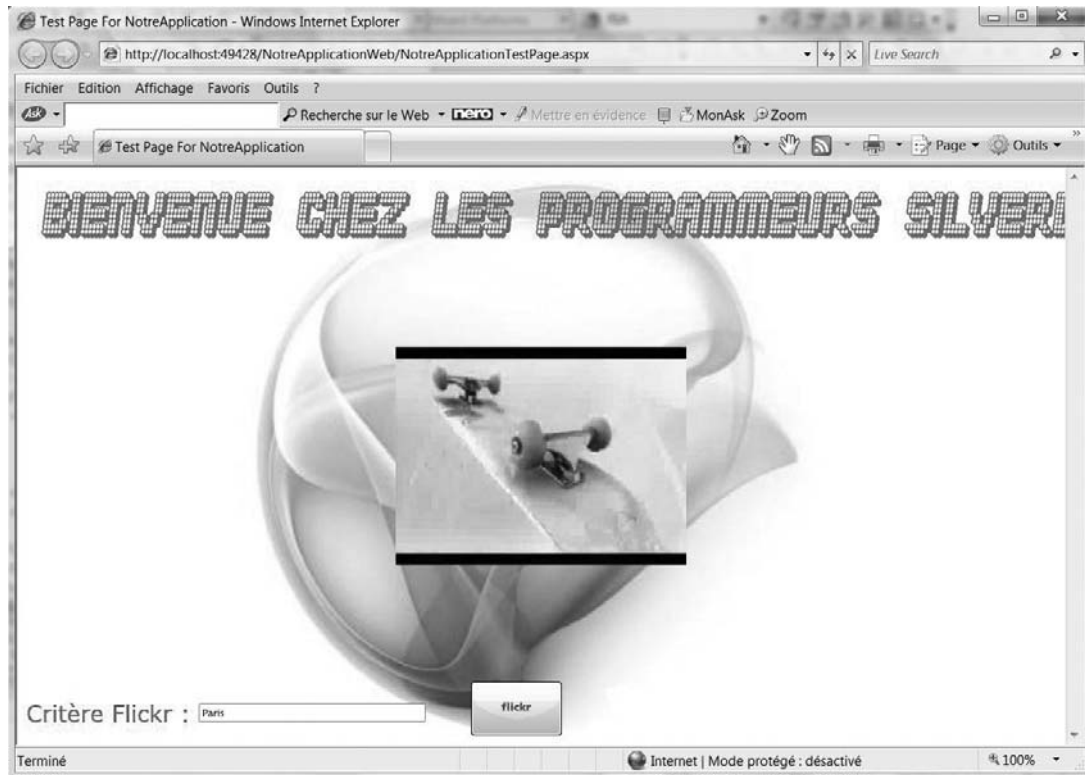 Test Page For NotreApplication - Windows Internet Explorer
http://localhost:49428/NotreApplicationWeb/NotreApplicationTestPage.aspx
Live Search
Fichier Edition Affichage Favoris Outils ?
Ask Recherche sur le Web nero Mettre en évidence MonAsk Zoom
Test Page For NotreApplication
Page Outils
BIENVENUE CHEZ LES PROGRAMMEURS SILVERL
Critère Flickr : Paris flickr
Terminé Internet | Mode protégé : désactivé 100%